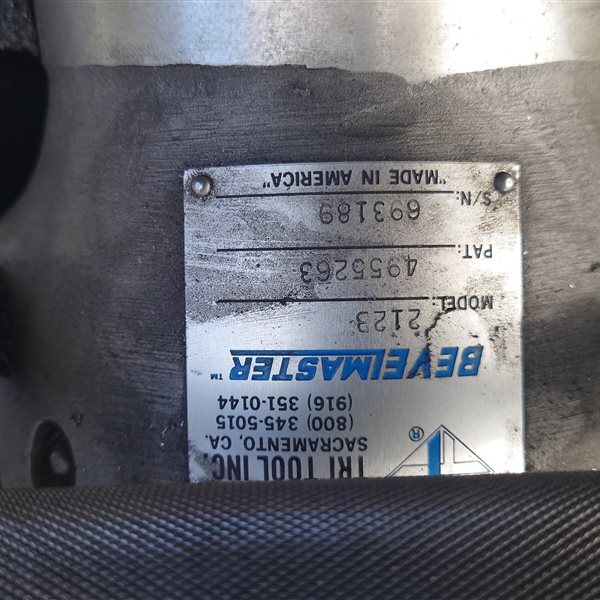 ®
TRI TOOL INC.
SACRAMENTO, CA.
(800) 345-5015
(916) 351-0144
BEVELMASTER™
MODEL: 2123
PAT: 4955263
S/N: 693189
"MADE IN AMERICA"